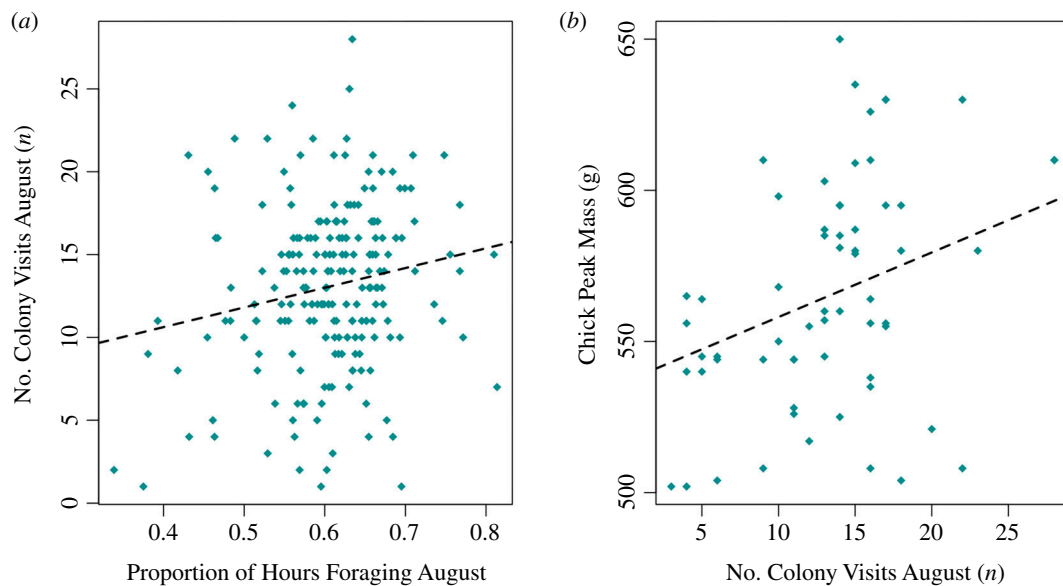 (a)
25
20
15
10
5
0
No. Colony Visits August (n)
0.4 0.5 0.6 0.7 0.8
Proportion of Hours Foraging August
(b)
650
600
550
500
Chick Peak Mass (g)
5 10 15 20 25
No. Colony Visits August (n)